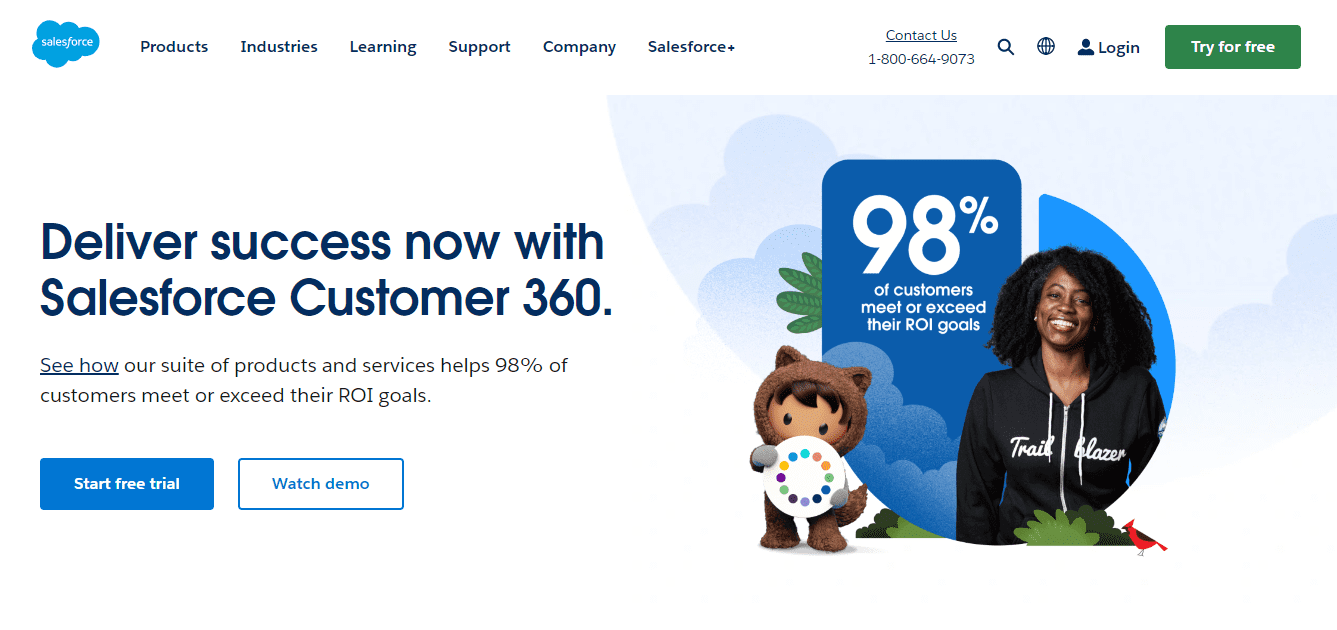 salesforce
Products
Industries
Learning
Support
Company
Salesforce+
Contact Us
1-800-664-9073
Login
Try for free
Deliver success now with
Salesforce Customer 360.
See how our suite of products and services helps 98% of
customers meet or exceed their ROI goals.
Start free trial
Watch demo
98%
of customers
meet or exceed
their ROI goals
Trail blazer